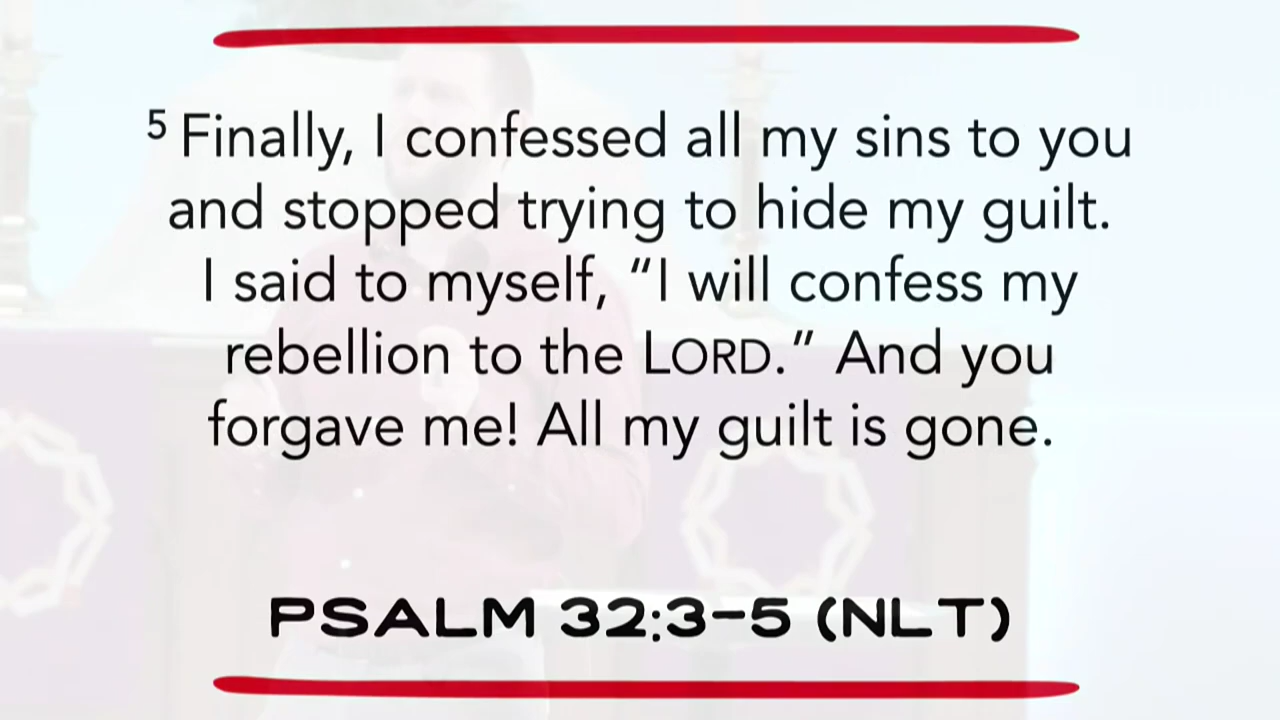 5 Finally, I confessed all my sins to you
and stopped trying to hide my guilt.
I said to myself, “I will confess my
rebellion to the LORD.” And you
forgave me! All my guilt is gone.
PSALM 32:3–5 (NLT)